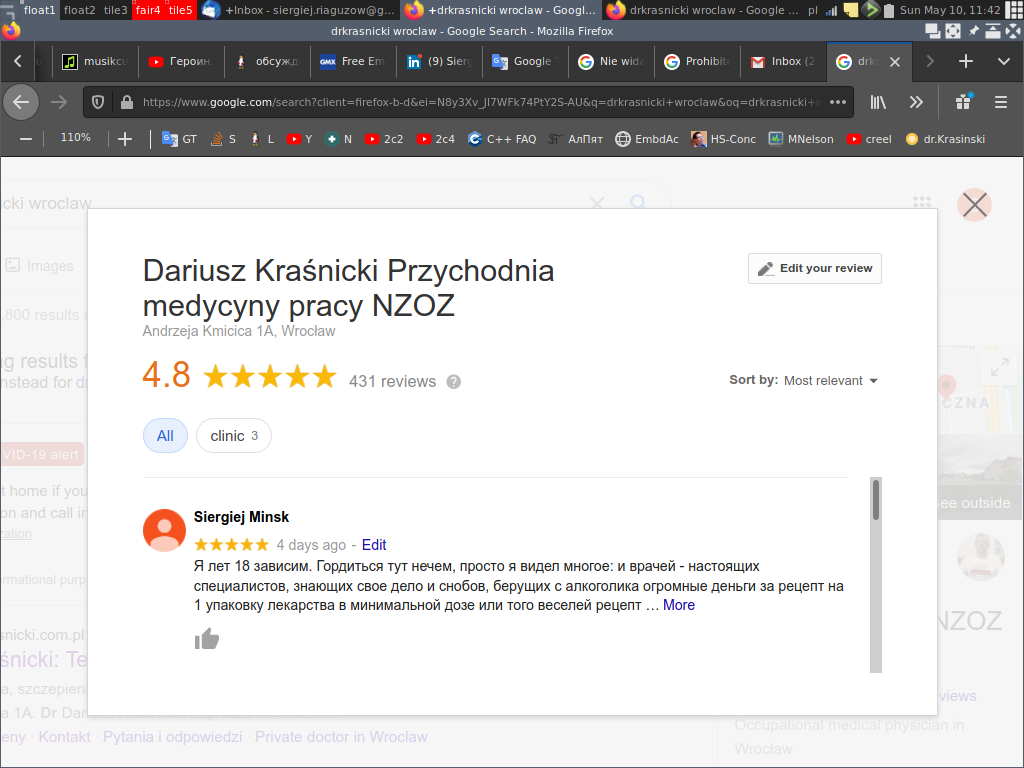 float1 float2 tile3 fair4 tile5 +Inbox - siergiej.riaguzow@g... +drkrasnicki wroclaw - Googl... drkrasnicki wroclaw - Google ... pl Sun May 10, 11:42
drkrasnicki wroclaw - Google Search - Mozilla Firefox
musikcu Героин. обсужд GMX Free Em (9) Sierg Google Nie wida Prohibite Inbox (2 drk
https://www.google.com/search?client=firefox-b-d&ei=N8y3Xv_JI7WFk74PtY2S-AU&q=drkrasnicki+wroclaw&oq=drkrasnicki+
110% GT S L Y N 2c2 2c4 C++ FAQ АлПят EmbdAc HS-Conc MNelson creel dr.Krasinski
cki wroclaw
Images
,800 results
Dariusz Kraśnicki Przychodnia
medycyny pracy NZOZ
Edit your review
Andrzeja Kmicica 1A, Wrocław
ng results f
nstead for d
4.8 431 reviews ?
Sort by: Most relevant
CZNA
All clinic 3
VID-19 alert
t home if you
on and call in
zation
See outside
Siergiej Minsk
4 days ago - Edit
Я лет 18 зависим. Гордиться тут нечем, просто я видел многое: и врачей - настоящих
специалистов, знающих свое дело и снобов, берущих с алкоголика огромные деньги за рецепт на
1 упаковку лекарства в минимальной дозе или того веселей рецепт … More
ormational purp
snicki.com.pl
NZOZ
śnicki: Te
a, szczepien
views
a 1A. Dr Dar
Occupational medical physician in
Wrocław
eny · Kontakt · Pytania i odpowiedzi · Private doctor in Wroclaw